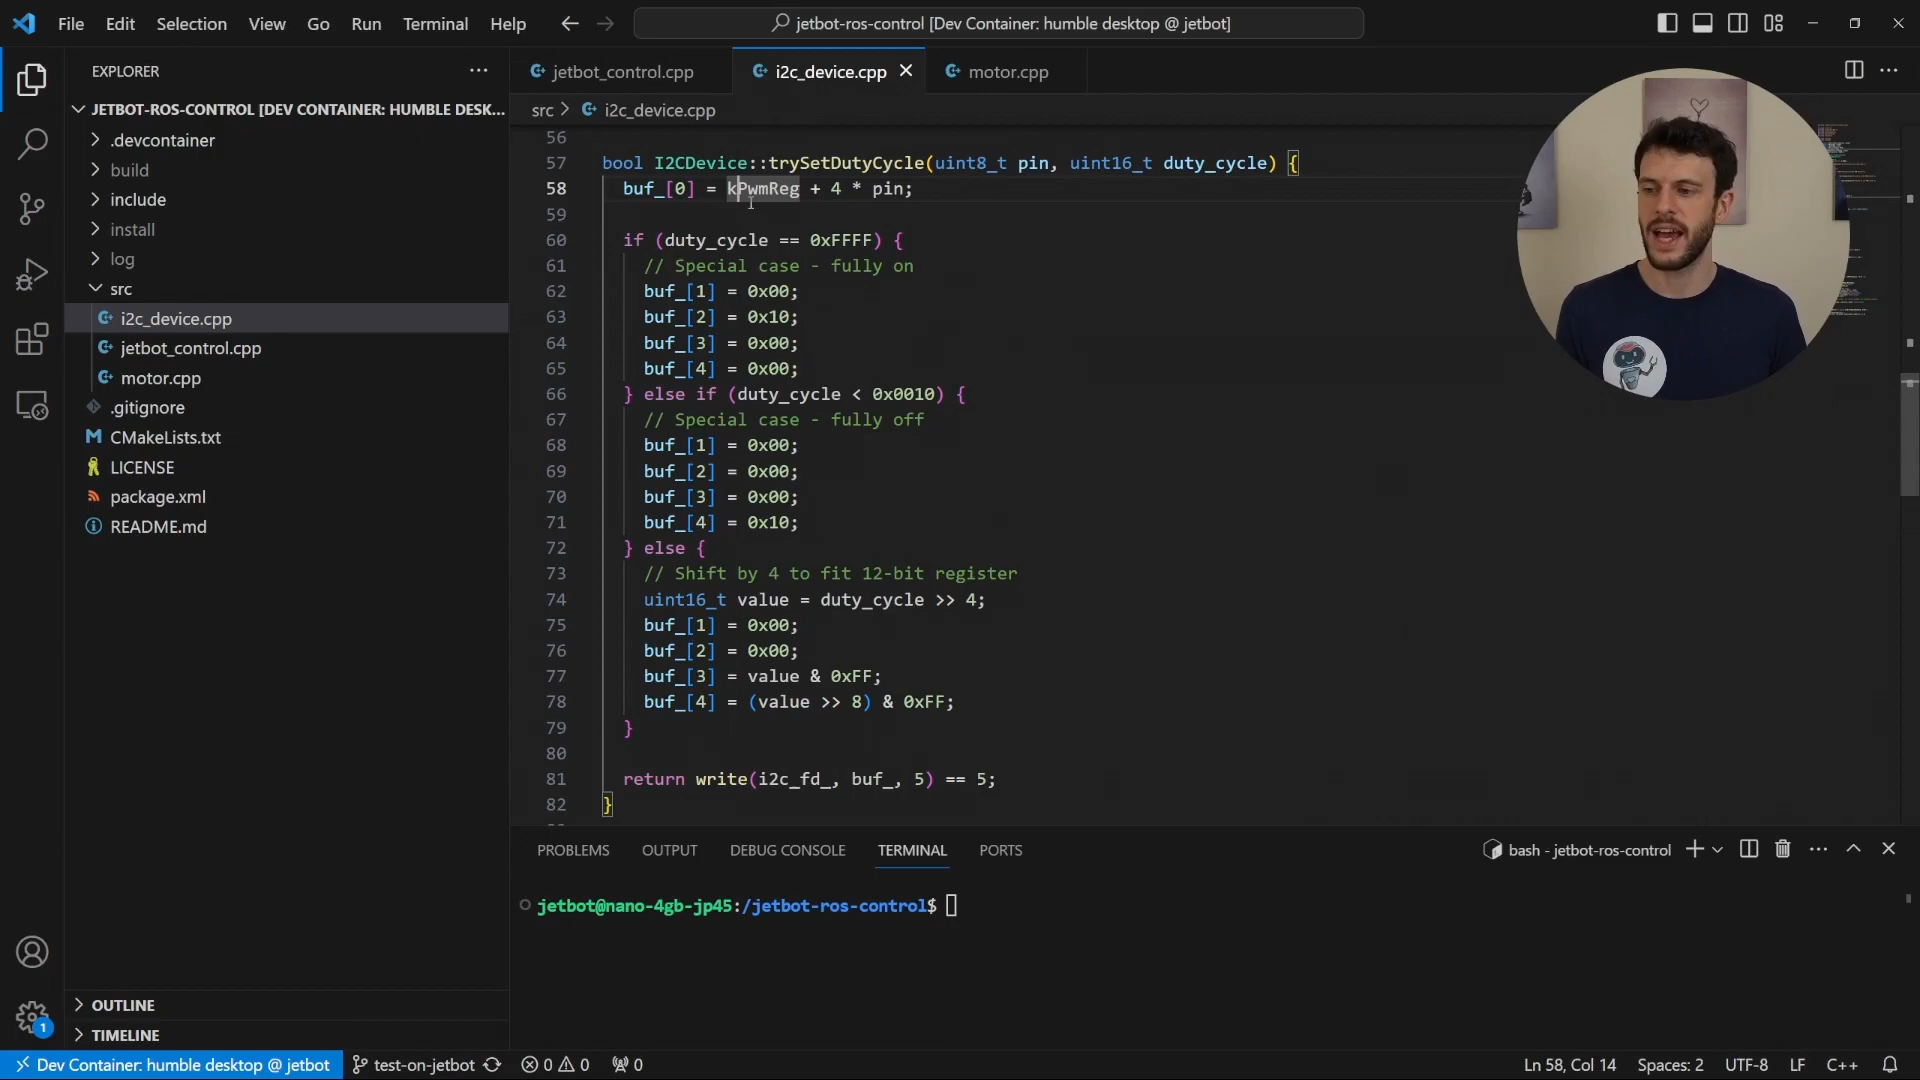 File Edit Selection View Go Run Terminal Help
jetbot-ros-control [Dev Container: humble desktop @ jetbot]
EXPLORER
JETBOT-ROS-CONTROL [DEV CONTAINER: HUMBLE DESK...
.devcontainer
build
include
install
log
src
i2c_device.cpp
jetbot_control.cpp
motor.cpp
.gitignore
CMakeLists.txt
LICENSE
package.xml
README.md
OUTLINE
TIMELINE
jetbot_control.cpp i2c_device.cpp motor.cpp
src > i2c_device.cpp
56
57 bool I2CDevice::trySetDutyCycle(uint8_t pin, uint16_t duty_cycle) {
58 buf_[0] = kPwmReg + 4 * pin;
59
60 if (duty_cycle == 0xFFFF) {
61 // Special case - fully on
62 buf_[1] = 0x00;
63 buf_[2] = 0x10;
64 buf_[3] = 0x00;
65 buf_[4] = 0x00;
66 } else if (duty_cycle < 0x0010) {
67 // Special case - fully off
68 buf_[1] = 0x00;
69 buf_[2] = 0x00;
70 buf_[3] = 0x00;
71 buf_[4] = 0x10;
72 } else {
73 // Shift by 4 to fit 12-bit register
74 uint16_t value = duty_cycle >> 4;
75 buf_[1] = 0x00;
76 buf_[2] = 0x00;
77 buf_[3] = value & 0xFF;
78 buf_[4] = (value >> 8) & 0xFF;
79 }
80
81 return write(i2c_fd_, buf_, 5) == 5;
82 }
PROBLEMS OUTPUT DEBUG CONSOLE TERMINAL PORTS
bash - jetbot-ros-control
jetbot@nano-4gb-jp45:/jetbot-ros-control$
1
Dev Container: humble desktop @ jetbot test-on-jetbot 0 0 0
Ln 58, Col 14 Spaces: 2 UTF-8 LF C++